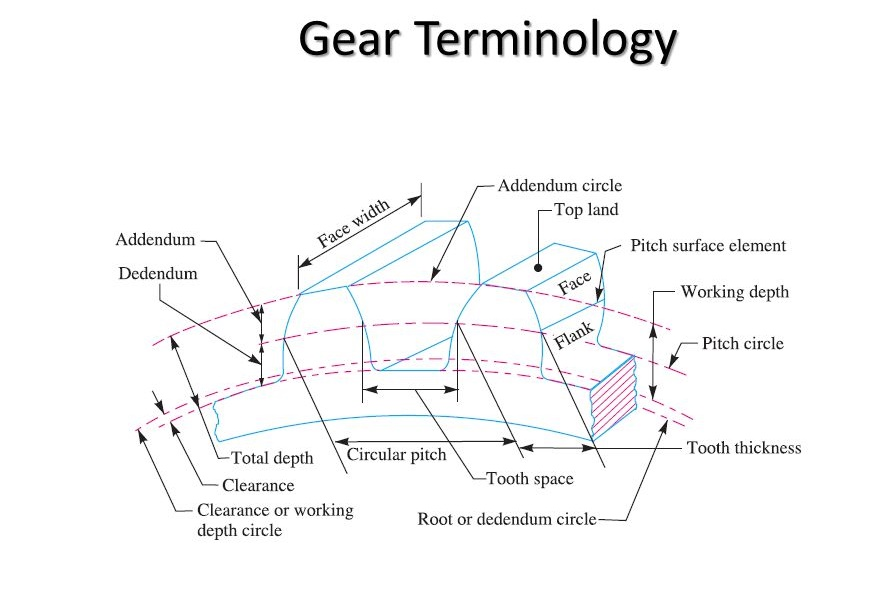 Gear Terminology
Addendum circle
Top land
Face width
Addendum
Dedendum
Pitch surface element
Face
Working depth
Flank
Pitch circle
Total depth
Circular pitch
Tooth thickness
Clearance
Tooth space
Clearance or working
depth circle
Root or dedendum circle